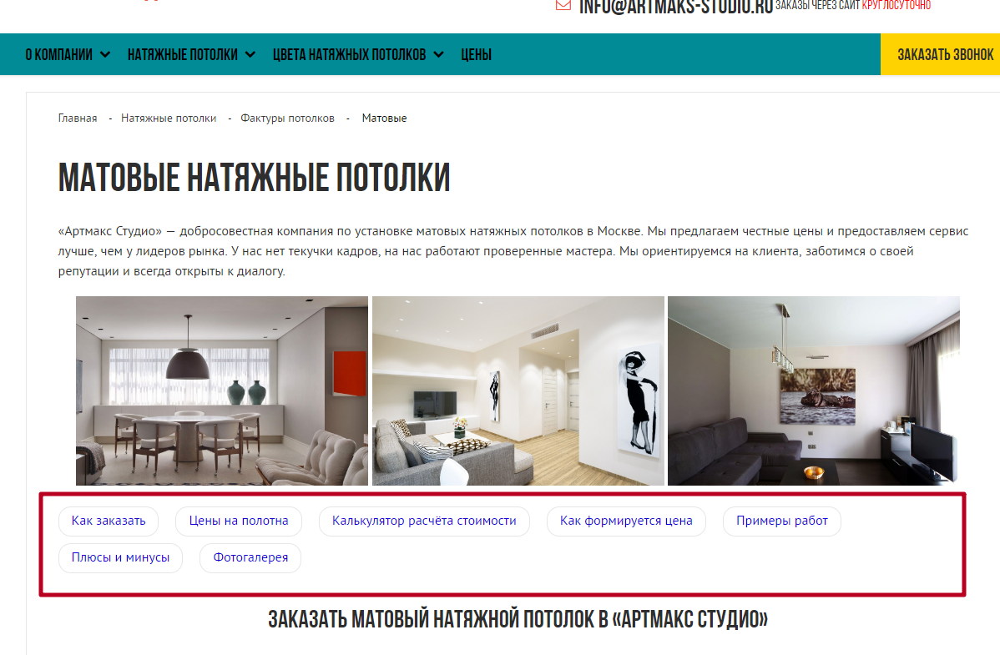 INFO@ARTMAKS-STUDIO.RU ЗАКАЗЫ ЧЕРЕЗ САЙТ КРУГЛОСУТОЧНО
О КОМПАНИИ НАТЯЖНЫЕ ПОТОЛКИ ЦВЕТА НАТЯЖНЫХ ПОТОЛКОВ ЦЕНЫ ЗАКАЗАТЬ ЗВОНОК
Главная - Натяжные потолки - Фактуры потолков - Матовые
МАТОВЫЕ НАТЯЖНЫЕ ПОТОЛКИ
«Артмакс Студио» — добросовестная компания по установке матовых натяжных потолков в Москве. Мы предлагаем честные цены и предоставляем сервис
лучше, чем у лидеров рынка. У нас нет текучки кадров, на нас работают проверенные мастера. Мы ориентируемся на клиента, заботимся о своей
репутации и всегда открыты к диалогу.
Как заказать Цены на полотна Калькулятор расчёта стоимости Как формируется цена Примеры работ
Плюсы и минусы Фотогалерея
ЗАКАЗАТЬ МАТОВЫЙ НАТЯЖНОЙ ПОТОЛОК В «АРТМАКС СТУДИО»